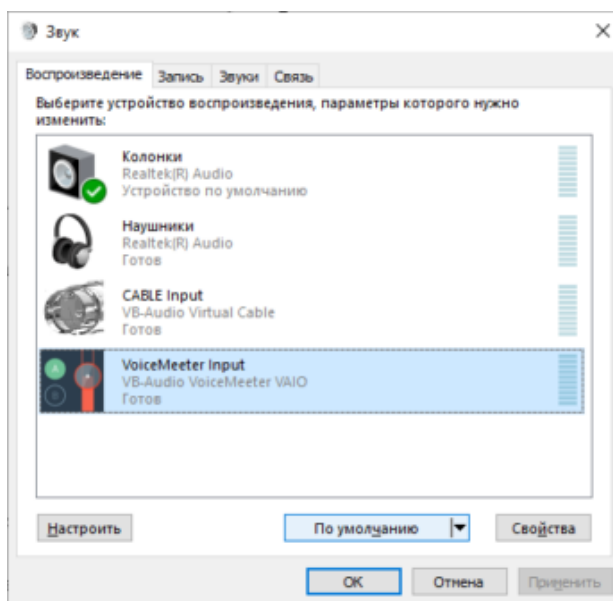 Звук
Воспроизведение Запись Звуки Связь
Выберите устройство воспроизведения, параметры которого нужно
изменить:
Колонки
Realtek(R) Audio
Устройство по умолчанию
Наушники
Realtek(R) Audio
Готов
CABLE Input
VB-Audio Virtual Cable
Готов
VoiceMeeter Input
VB-Audio VoiceMeeter VAIO
Готов
Настроить По умолчанию Свойства
OK Отмена Применить